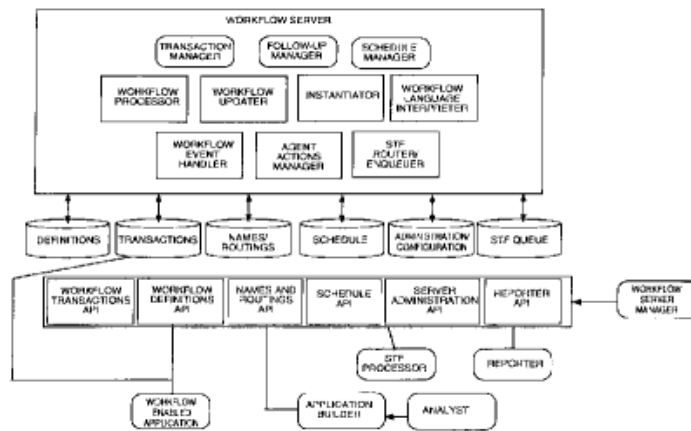 WORKFLOW SERVER
TRANSACTION
MANAGER
FOLLOW-UP
MANAGER
SCHEDULE
MANAGER
WORKFLOW
PROCESSOR
WORKFLOW
UPDATER
INSTANTIATOR
WORKFLOW
LANGUAGE
INTERPRETER
WORKFLOW
EVENT
HANDLER
AGENT
ACTIONS
MANAGER
STF
ROUTER/
ENQUEUER
DEFINITIONS
TRANSACTIONS
NAMES/
ROUTINGS
SCHEDULE
ADMINISTRATION/
CONFIGURATION
STF QUEUE
WORKFLOW
TRANSACTIONS
API
WORKFLOW
DEFINITIONS
API
NAMES AND
ROUTINGS
API
SCHEDULE
API
SERVER
ADMINISTRATION
API
REPORTER
API
WORKFLOW
SERVER
MANAGER
STF
PROCESSOR
REPORTER
WORKFLOW
ENABLED
APPLICATION
APPLICATION
BUILDER
ANALYST